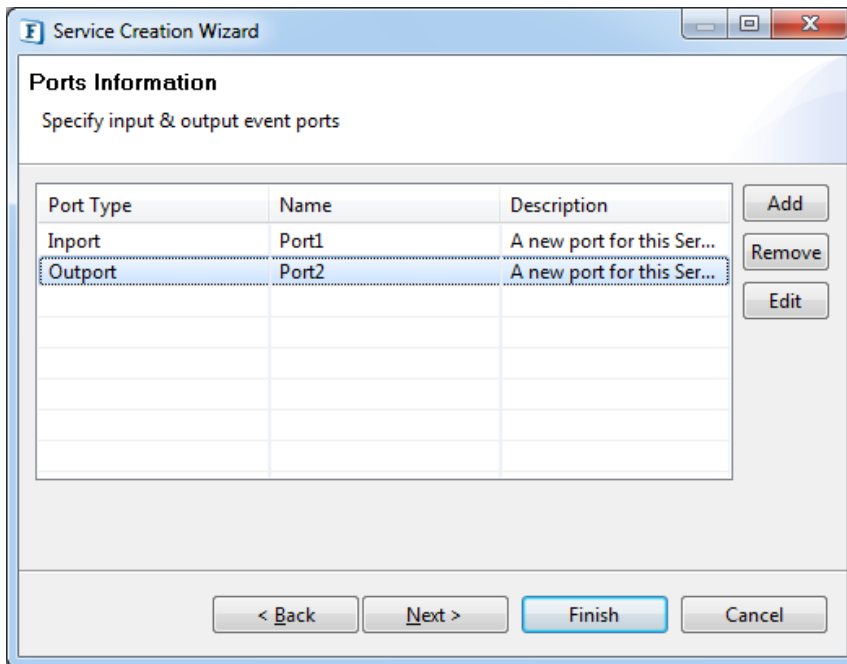 F Service Creation Wizard
Ports Information
Specify input & output event ports
Port Type Name Description
Inport Port1 A new port for this Ser...
Outport Port2 A new port for this Ser...
Add
Remove
Edit
< Back Next > Finish Cancel